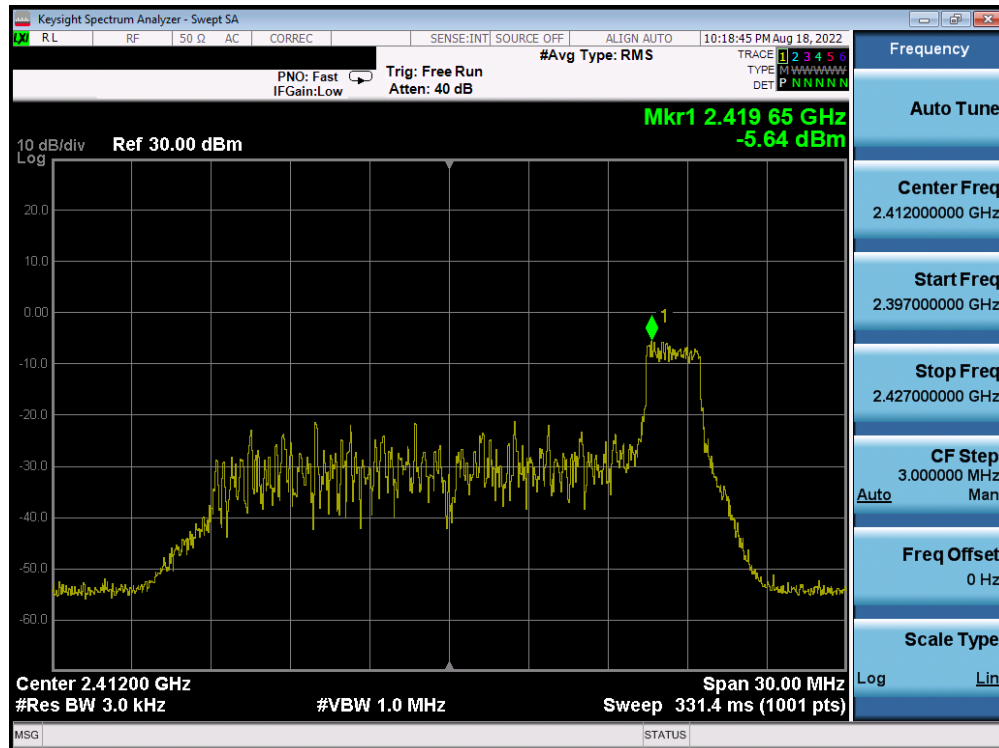 Keysight Spectrum Analyzer - Swept SA
LXI RL RF 50 Ω AC CORREC SENSE:INT SOURCE OFF ALIGN AUTO 10:18:45 PM Aug 18, 2022
#Avg Type: RMS
TRACE 1 2 3 4 5 6
PNO: Fast Trig: Free Run
TYPE M W W W W W
IFGain:Low Atten: 40 dB
DET P N N N N N
Mkr1 2.419 65 GHz
-5.64 dBm
10 dB/div Ref 30.00 dBm
Log
20.0
10.0
0.00
1
-10.0
-20.0
-30.0
-40.0
-50.0
-60.0
Center 2.41200 GHz Span 30.00 MHz
#Res BW 3.0 kHz #VBW 1.0 MHz Sweep 331.4 ms (1001 pts)
MSG STATUS
Frequency
Auto Tune
Center Freq
2.412000000 GHz
Start Freq
2.397000000 GHz
Stop Freq
2.427000000 GHz
CF Step
3.000000 MHz
Auto Man
Freq Offset
0 Hz
Scale Type
Log Lin